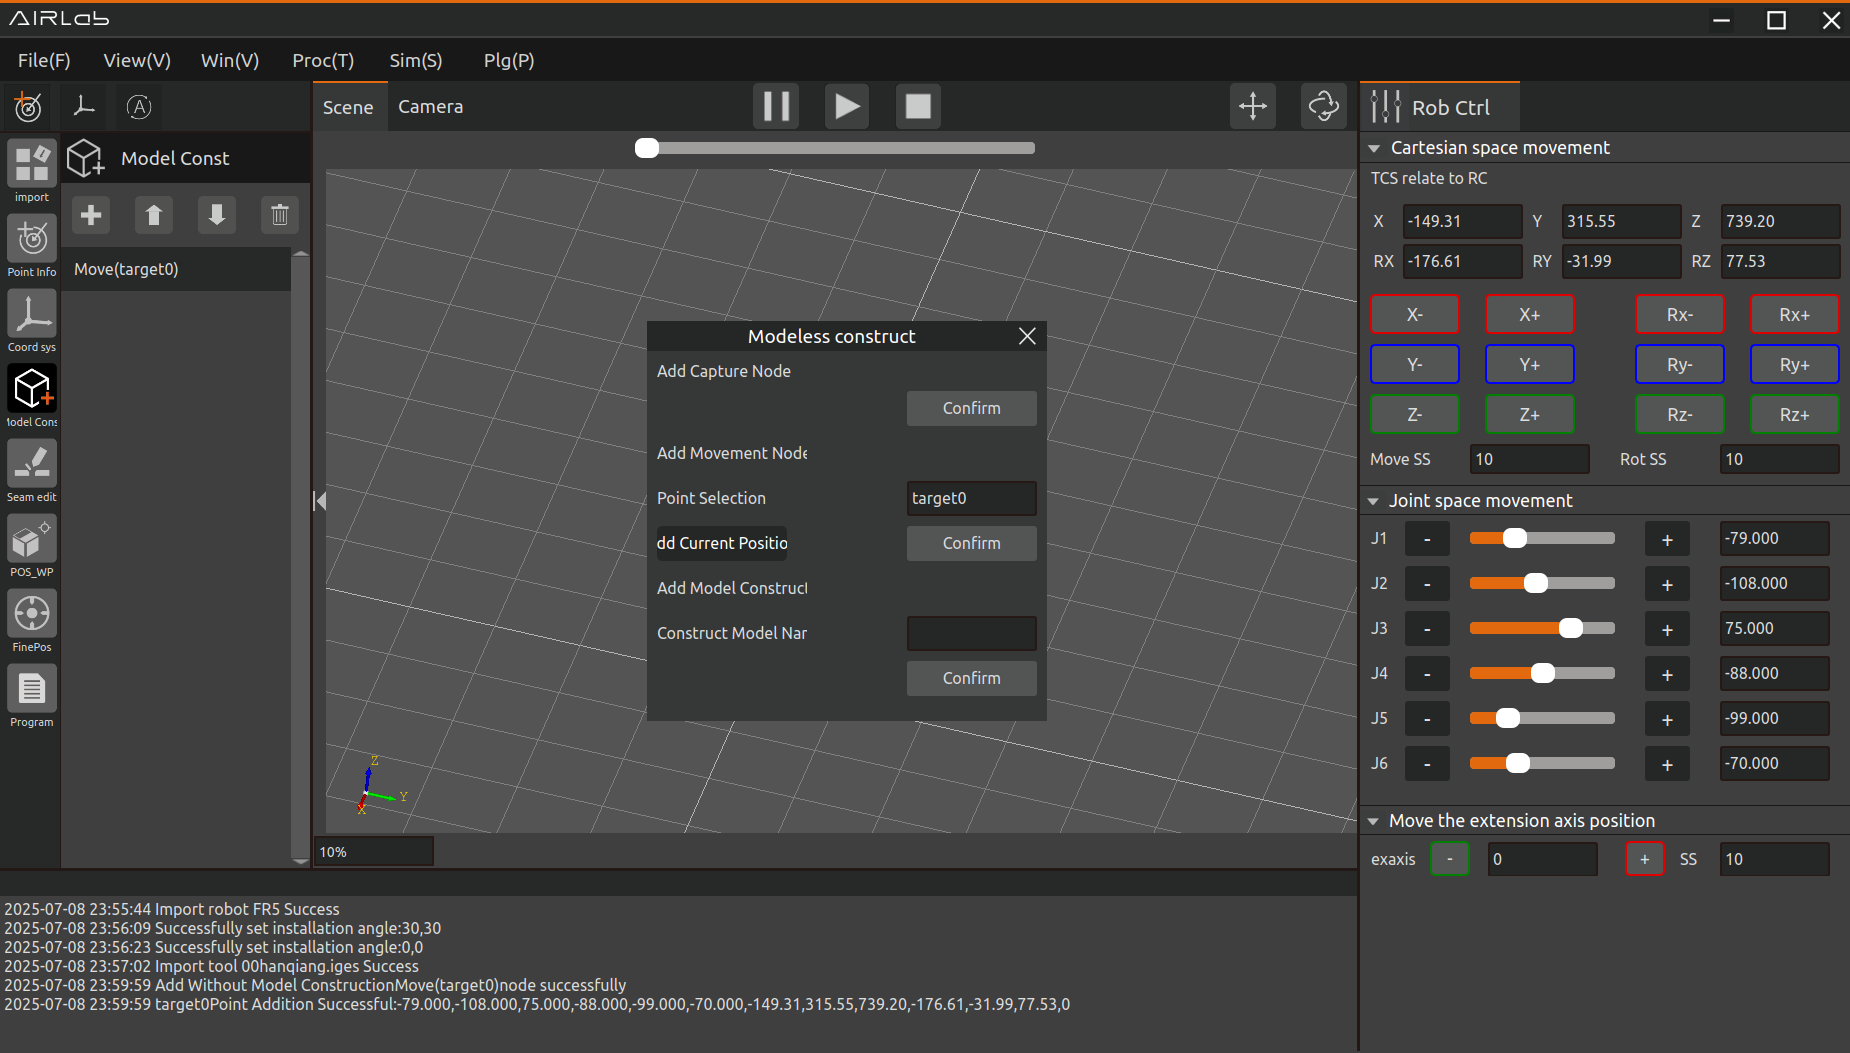 AIRLab
File(F) View(V) Win(V) Proc(T) Sim(S) Plg(P)
A
Scene Camera
Rob Ctrl
import
Point Info
Coord sys
Model Cons
Seam edit
POS_WP
FinePos
Program
Model Const
Move(target0)
Modeless construct
Add Capture Node
Confirm
Add Movement Node
Point Selection target0
dd Current Positio Confirm
Add Model Construct
Construct Model Nar
Confirm
Z
Y
X
10%
Cartesian space movement
TCS relate to RC
X -149.31 Y 315.55 Z 739.20
RX -176.61 RY -31.99 RZ 77.53
X- X+ Rx- Rx+
Y- Y+ Ry- Ry+
Z- Z+ Rz- Rz+
Move SS 10 Rot SS 10
Joint space movement
J1 - + -79.000
J2 - + -108.000
J3 - + 75.000
J4 - + -88.000
J5 - + -99.000
J6 - + -70.000
Move the extension axis position
exaxis - 0 + SS 10
2025-07-08 23:55:44 Import robot FR5 Success
2025-07-08 23:56:09 Successfully set installation angle:30,30
2025-07-08 23:56:23 Successfully set installation angle:0,0
2025-07-08 23:57:02 Import tool 00hanqiang.iges Success
2025-07-08 23:59:59 Add Without Model ConstructionMove(target0)node successfully
2025-07-08 23:59:59 target0Point Addition Successful:-79.000,-108.000,75.000,-88.000,-99.000,-70.000,-149.31,315.55,739.20,-176.61,-31.99,77.53,0